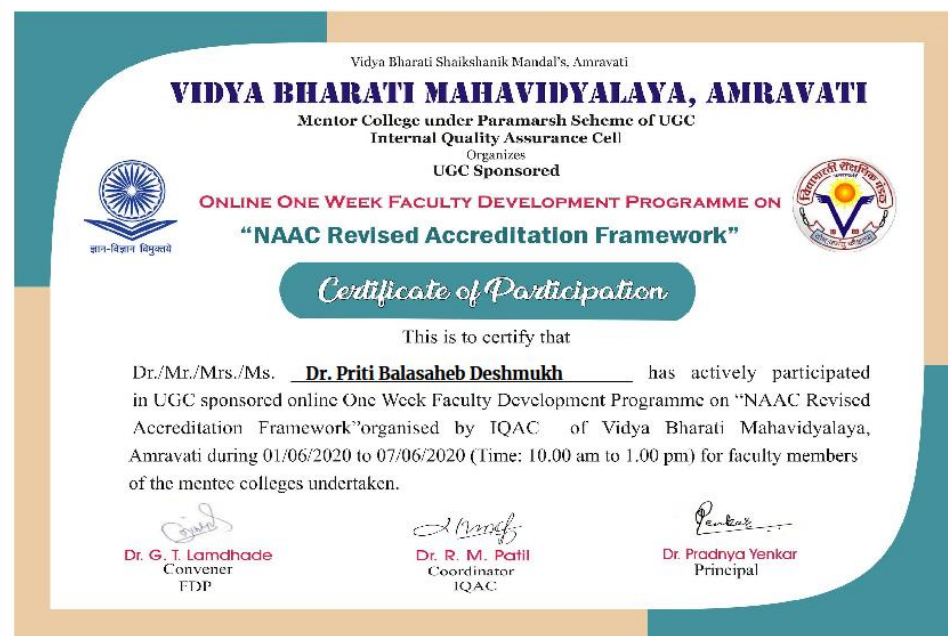 Vidya Bharati Shaikshanik Mandal's, Amravati
VIDYA BHARATI MAHAVIDYALAYA, AMRAVATI
Mentor College under Paramarsh Scheme of UGC
Internal Quality Assurance Cell
Organizes
UGC Sponsored
ONLINE ONE WEEK FACULTY DEVELOPMENT PROGRAMME ON
“NAAC Revised Accreditation Framework”
ज्ञान-विज्ञान विमुक्तये
Certificate of Participation
This is to certify that
Dr./Mr./Mrs./Ms. Dr. Priti Balasaheb Deshmukh has actively participated
in UGC sponsored online One Week Faculty Development Programme on “NAAC Revised
Accreditation Framework”organised by IQAC of Vidya Bharati Mahavidyalaya,
Amravati during 01/06/2020 to 07/06/2020 (Time: 10.00 am to 1.00 pm) for faculty members
of the mentee colleges undertaken.
Dr. G. T. Lamdhade
Convener
FDP
Dr. R. M. Patil
Coordinator
IQAC
Dr. Pradnya Yenkar
Principal